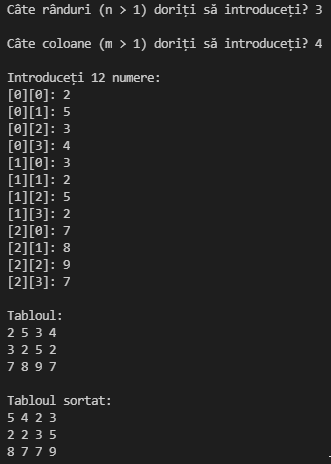 Câte rânduri (n > 1) doriți să introduceți? 3
Câte coloane (m > 1) doriți să introduceți? 4
Introduceți 12 numere:
[0][0]: 2
[0][1]: 5
[0][2]: 3
[0][3]: 4
[1][0]: 3
[1][1]: 2
[1][2]: 5
[1][3]: 2
[2][0]: 7
[2][1]: 8
[2][2]: 9
[2][3]: 7
Tabloul:
2 5 3 4
3 2 5 2
7 8 9 7
Tabloul sortat:
5 4 2 3
2 2 3 5
8 7 7 9